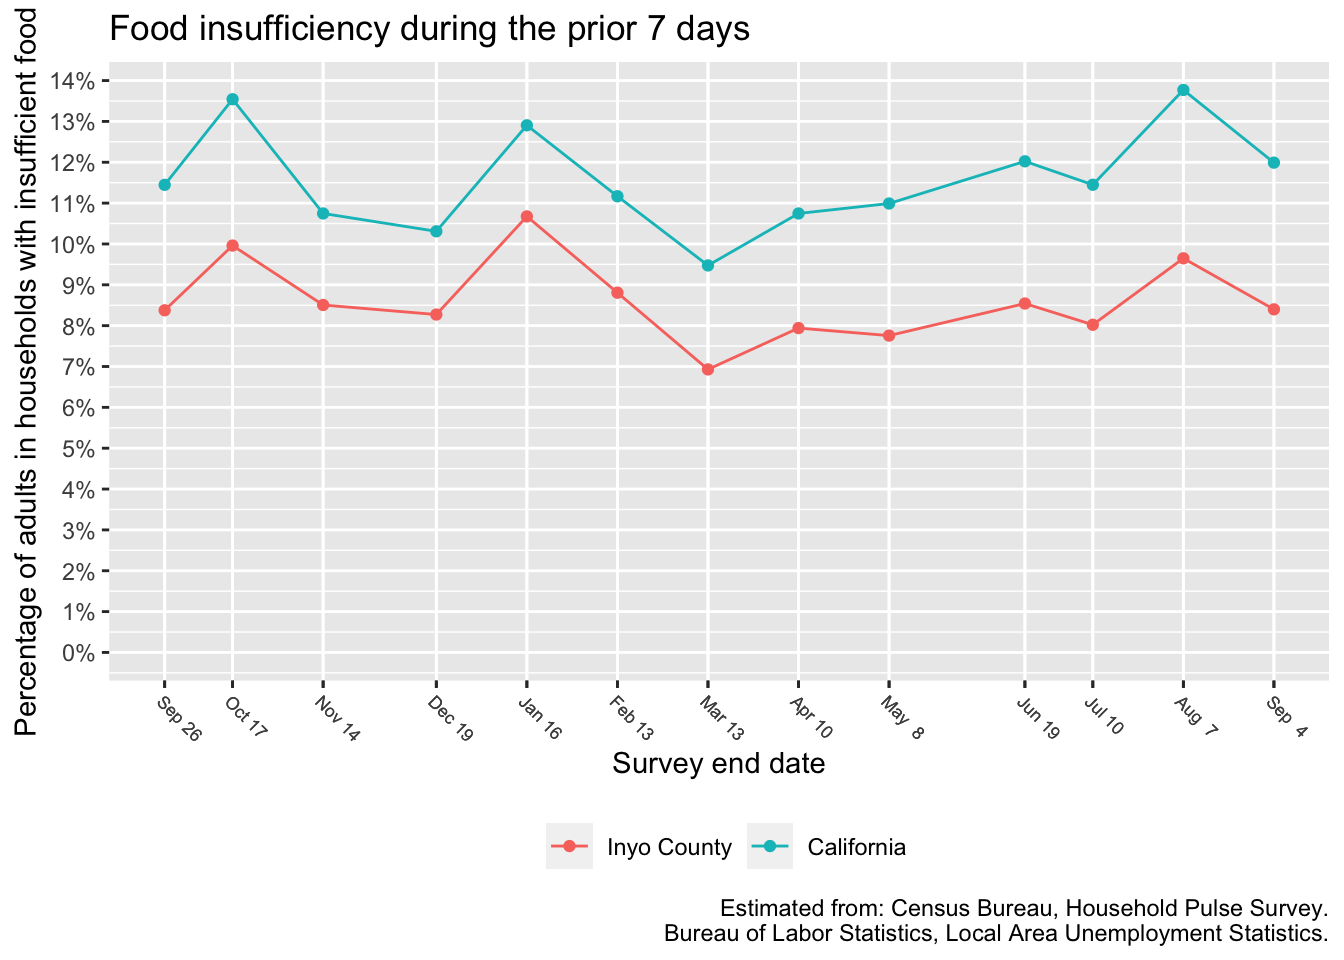 Food insufficiency during the prior 7 days
Percentage of adults in households with insufficient food
14%
13%
12%
11%
10%
9%
8%
7%
6%
5%
4%
3%
2%
1%
0%
Sep 26
Oct 17
Nov 14
Dec 19
Jan 16
Feb 13
Mar 13
Apr 10
May 8
Jun 19
Jul 10
Aug 7
Sep 4
Survey end date
Inyo County
California
Estimated from: Census Bureau, Household Pulse Survey.
Bureau of Labor Statistics, Local Area Unemployment Statistics.